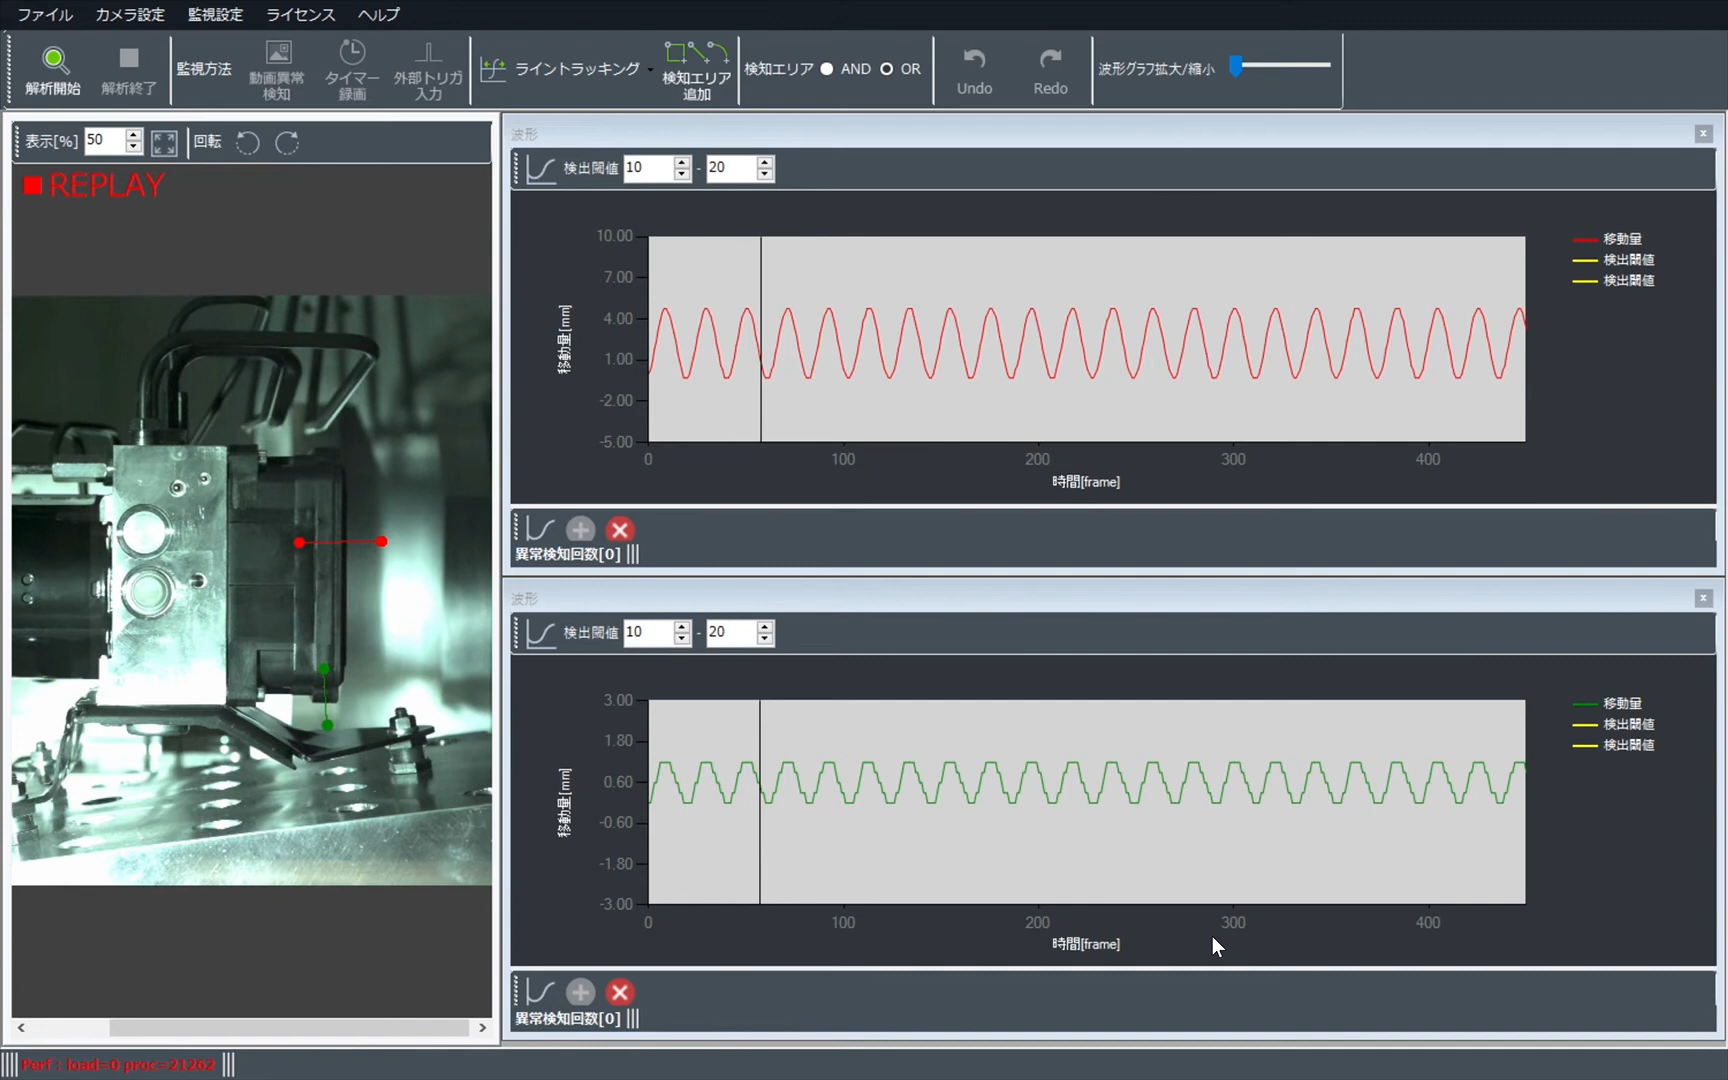 ファイル カメラ設定 監視設定 ライセンス ヘルプ
解析開始 解析終了 監視方法 動画異常検知 タイマー録画 外部トリガ入力 ライントラッキング 検知エリア追加 検知エリア AND OR Undo Redo 波形グラフ拡大/縮小
表示[%] 50 回転
REPLAY
波形 x
検出閾値 10 - 20
10.00
7.00
4.00
1.00
-2.00
-5.00
移動量[mm]
0 100 200 300 400
時間[frame]
移動量
検出閾値
検出閾値
異常検知回数[0]
波形 x
検出閾値 10 - 20
3.00
1.80
0.60
-0.60
-1.80
-3.00
移動量[mm]
0 100 200 300 400
時間[frame]
移動量
検出閾値
検出閾値
異常検知回数[0]
Perf : load=0 proc=21262